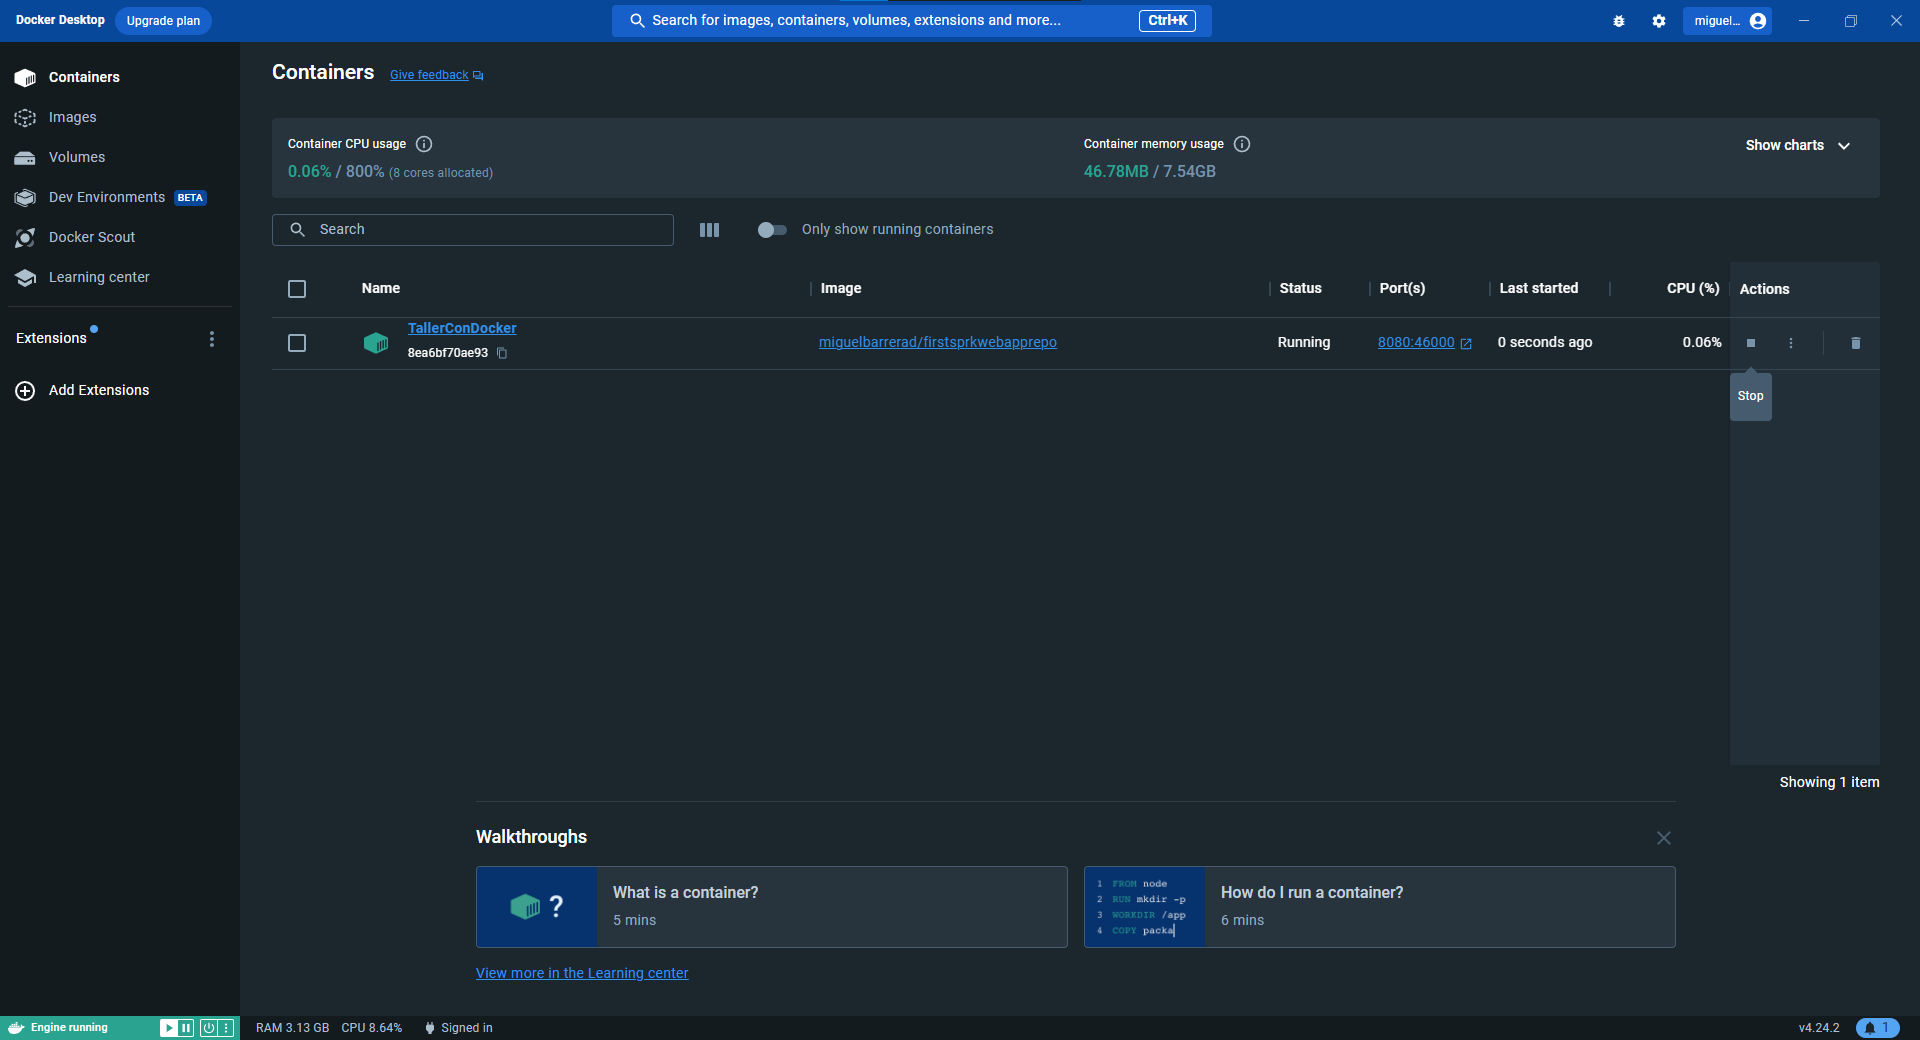 Docker Desktop Upgrade plan Search for images, containers, volumes, extensions and more... Ctrl+K miguel...
Containers
Images
Volumes
Dev Environments BETA
Docker Scout
Learning center
Extensions
Add Extensions
Containers Give feedback
Container CPU usage
0.06% / 800% (8 cores allocated)
Container memory usage
46.78MB / 7.54GB
Show charts
Search
Only show running containers
Name Image Status Port(s) Last started CPU (%) Actions
TallerConDocker
8ea6bf70ae93
miguelbarrerad/firstsprkwebapprepo Running 8080:46000 0 seconds ago 0.06%
Stop
Showing 1 item
Walkthroughs
?
What is a container?
5 mins
1 FROM node
2 RUN mkdir -p
3 WORKDIR /app
4 COPY packa
How do I run a container?
6 mins
View more in the Learning center
Engine running RAM 3.13 GB CPU 8.64% Signed in v4.24.2 1